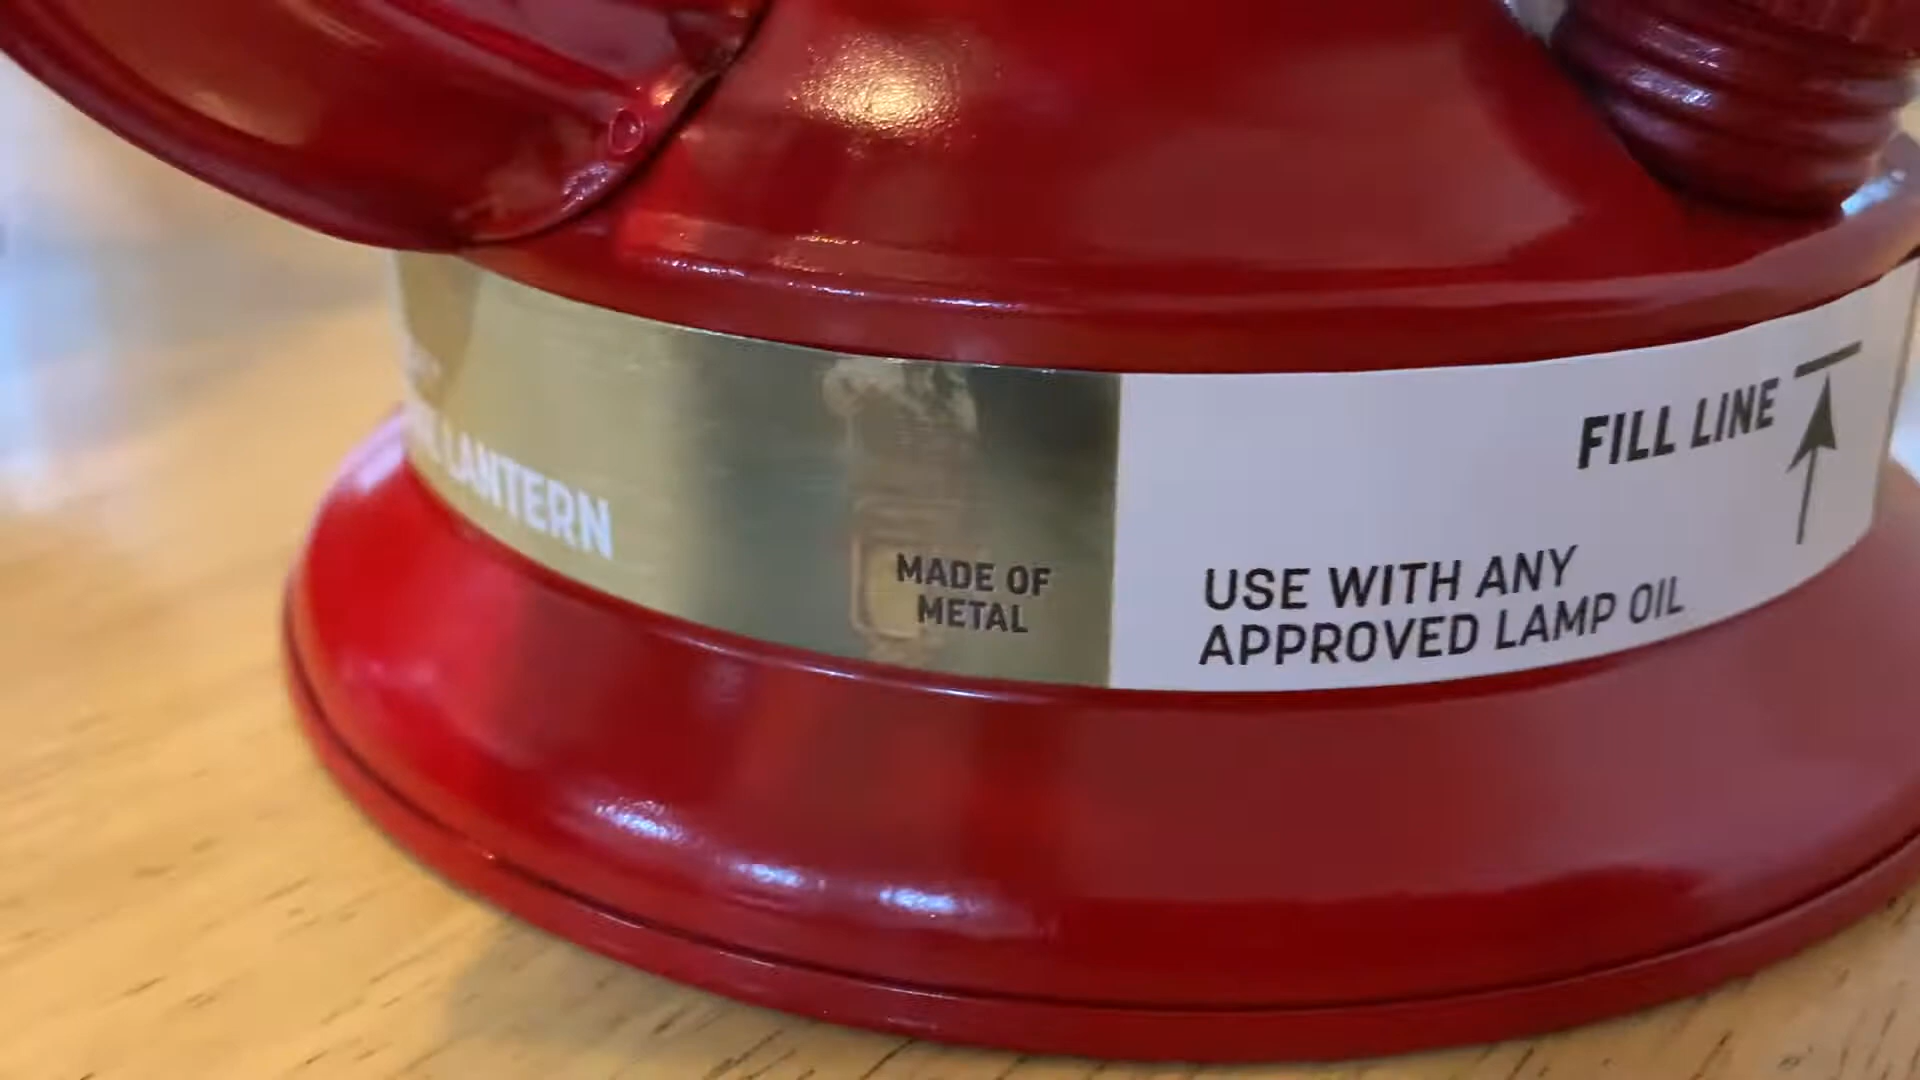 LANTERN
MADE OF
METAL
FILL LINE
USE WITH ANY
APPROVED LAMP OIL